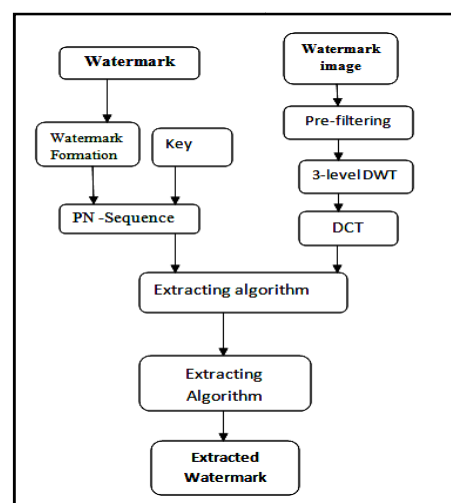 Watermark
Watermark
image
Watermark
Formation
Key
Pre-filtering
3-level DWT
PN -Sequence
DCT
Extracting algorithm
Extracting
Algorithm
Extracted
Watermark